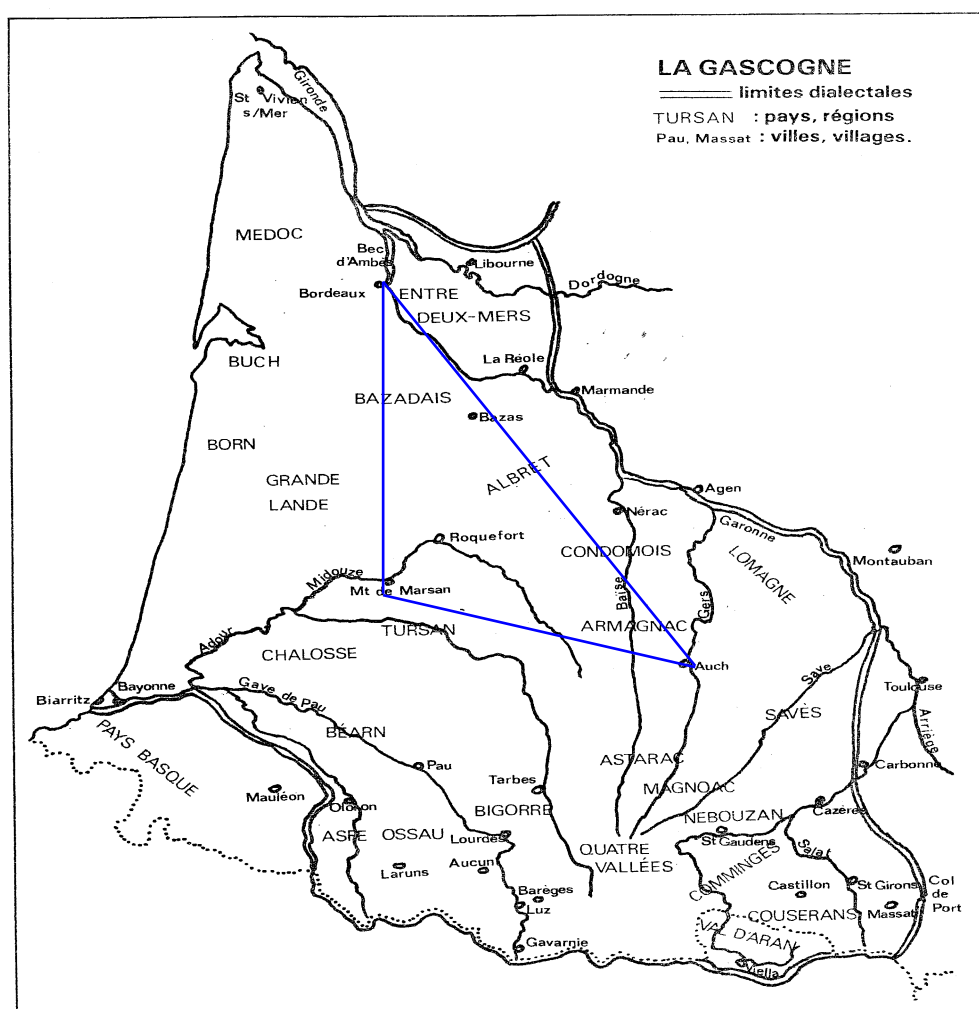 LA GASCOGNE
limites dialectales
TURSAN : pays, régions
Pau, Massat : villes, villages.
Gironde
St Vivien
s/Mer
MEDOC
Bec
d'Ambès
Libourne
Dordogne
Bordeaux
ENTRE
DEUX-MERS
BUCH
La Réole
Marmande
BAZADAIS
Bazas
BORN
GRANDE
LANDE
ALBRET
Agen
Nérac
Garonne
Roquefort
CONDOMOIS
LOMAGNE
Montauban
Midouze
Mt de Marsan
Baïse
Gers
ARMAGNAC
TURSAN
Adour
CHALOSSE
Auch
Save
Toulouse
Biarritz
Bayonne
Gave de Pau
SAVÈS
Arriège
PAYS BASQUE
BÉARN
ASTARAC
Pau
Tarbes
MAGNOAC
Carbonne
Mauléon
Oloron
BIGORRE
NEBOUZAN
Cazères
ASPE
OSSAU
Lourdes
QUATRE
VALLÉES
St Gaudens
Salat
Laruns
Aucun
COMMINGES
Castillon
St Girons
Col
de
Port
Barèges
Luz
COUSERANS
Massat
Gavarnie
VAL D'ARAN
Viella